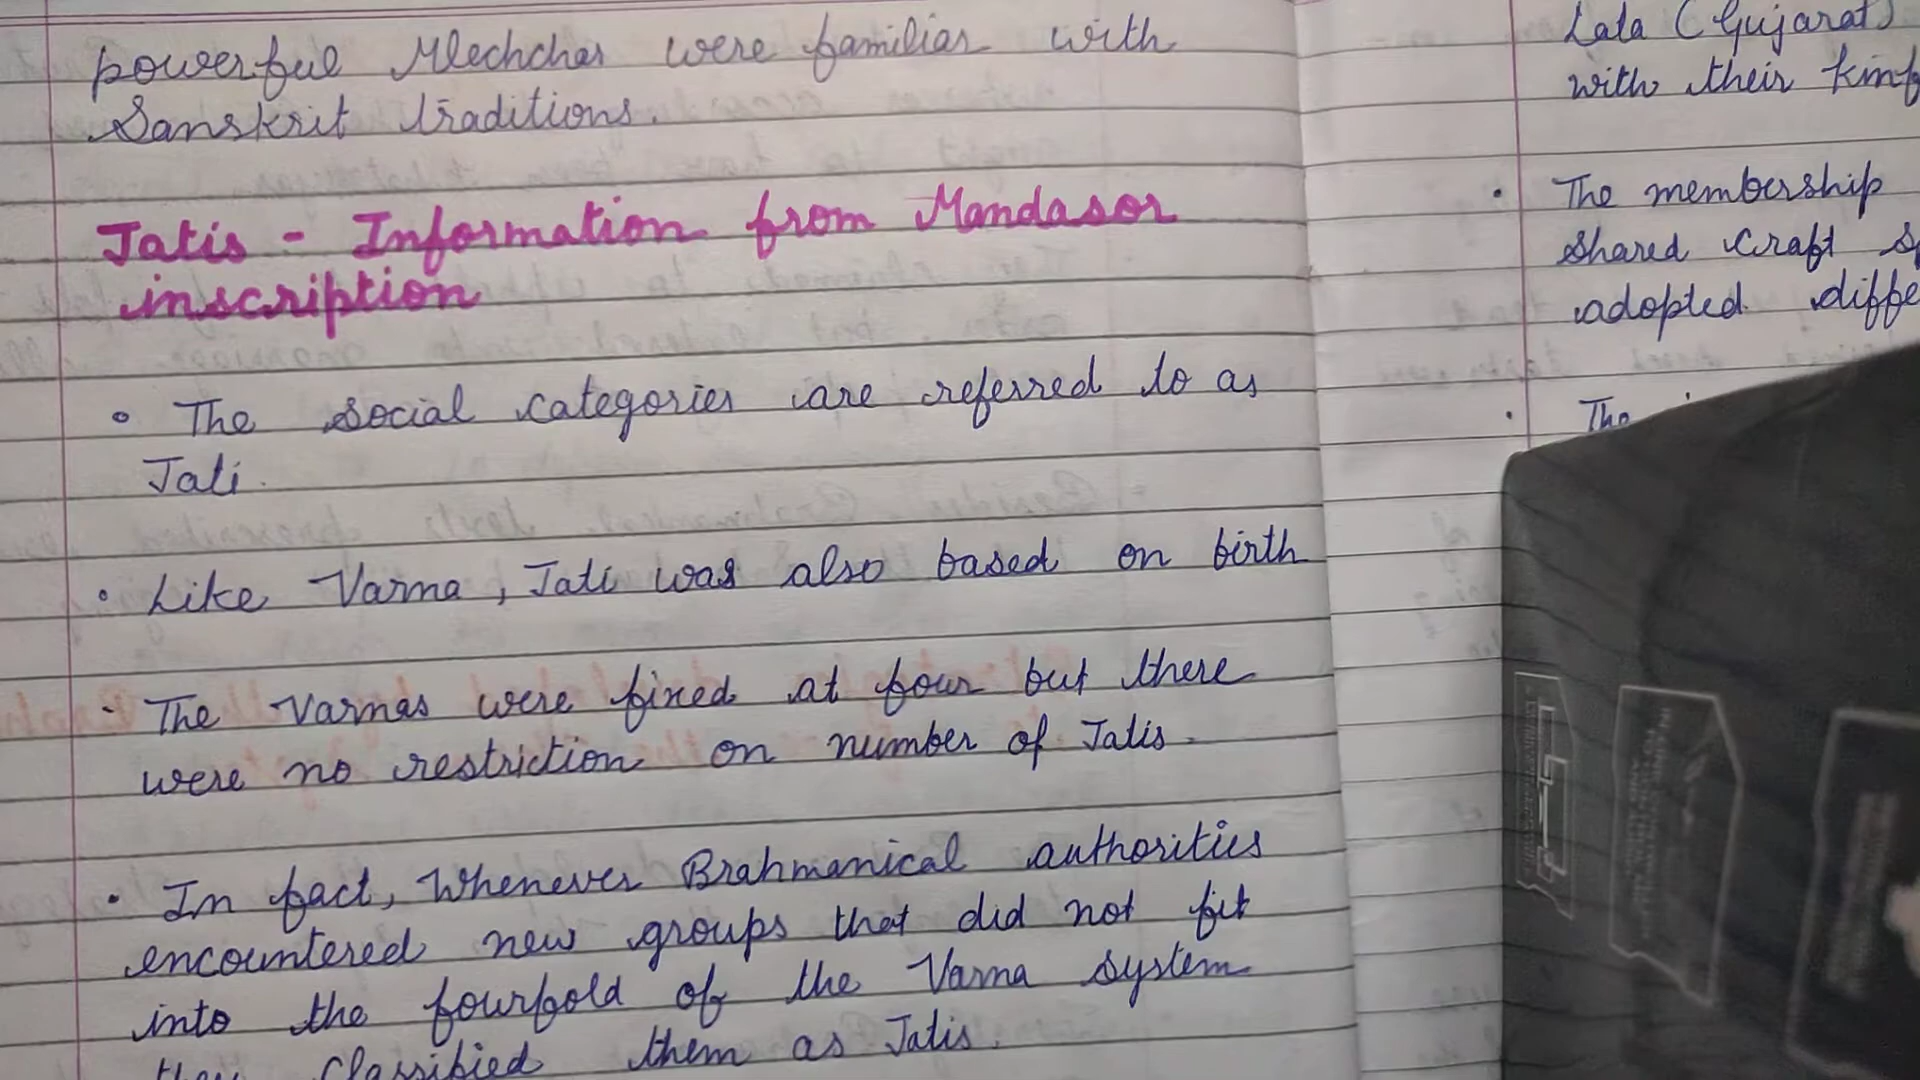 powerful Mlechchas were familiar with
Sanskrit traditions.
Jatis - Information from Mandasor
inscription
• The social categories are referred to as
Jati.
• Like Varna, Jati was also based on birth
• The Varnas were fixed at four but there
were no restriction on number of Jatis.
• In fact, Whenever Brahmanical authorities
encountered new groups that did not fit
into the fourfold of the Varna system
they classified them as Jatis.
Lata (Gujarat)
with their
• The membership
shared craft
adopted
• The